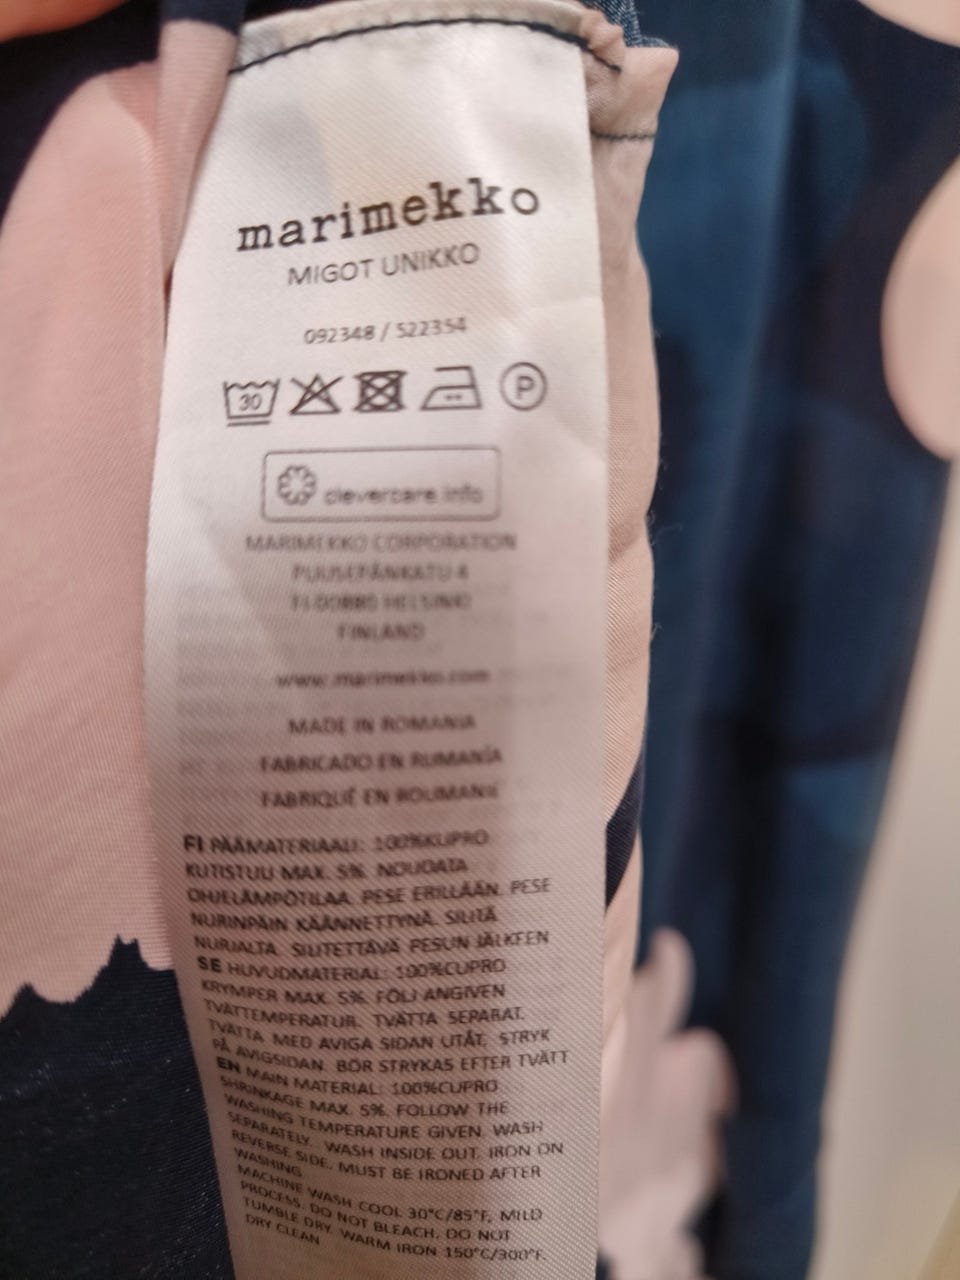 marimekko
MIGOT UNIKKO
092348 / 522354
30
P
clevercare.info
MARIMEKKO CORPORATION
PUUSEPÄNKATU 4
FI-00880 HELSINKI
FINLAND
www.marimekko.com
MADE IN ROMANIA
FABRICADO EN RUMANÍA
FABRIQUÉ EN ROUMANIE
FI PÄÄMATERIAALI: 100%KUPRO
KUTISTUU MAX. 5%. NOUDATA
OHJELÄMPÖTILAA. PESE ERILLÄÄN. PESE
NURINPÄIN KÄÄNNETTYNÄ. SILITÄ
NURJALTA. SILITETTÄVÄ PESUN JÄLKEEN
SE HUVUDMATERIAL: 100%CUPRO
KRYMPER MAX. 5%. FÖLJ ANGIVEN
TVÄTTEMPERATUR. TVÄTTA SEPARAT.
TVÄTTA MED AVIGA SIDAN UTÅT. STRYK
PÅ AVIGSIDAN. BÖR STRYKAS EFTER TVÄTT
EN MAIN MATERIAL: 100%CUPRO
SHRINKAGE MAX. 5%. FOLLOW THE
WASHING TEMPERATURE GIVEN. WASH
SEPARATELY. WASH INSIDE OUT. IRON ON
REVERSE SIDE. MUST BE IRONED AFTER
WASHING
MACHINE WASH COOL 30°C/85°F, MILD
PROCESS. DO NOT BLEACH. DO NOT
TUMBLE DRY. WARM IRON 150°C/300°F.
DRY CLEAN